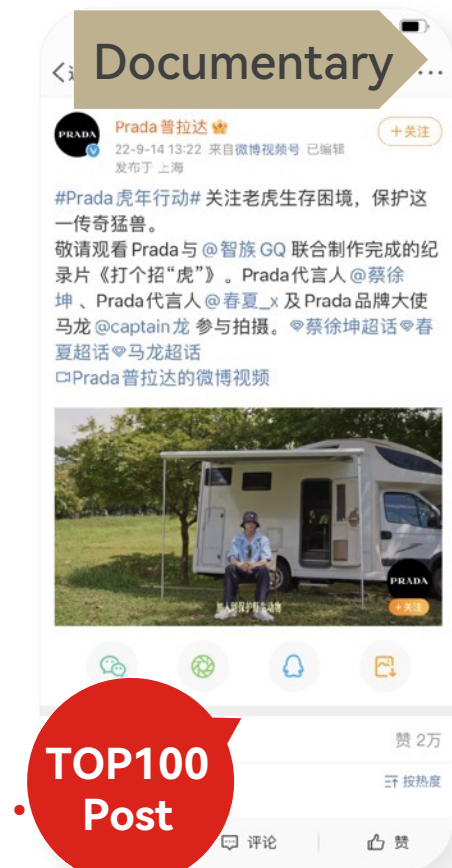 Documentary
PRADA
Prada普拉达
+关注
22-9-14 13:22 来自微博视频号 已编辑
发布于 上海
#Prada虎年行动# 关注老虎生存困境，保护这
一传奇猛兽。
敬请观看Prada与@智族GQ 联合制作完成的纪
录片《打个招“虎”》。Prada代言人@蔡徐
坤 、Prada代言人@春夏_x 及Prada品牌大使
马龙@captain龙 参与拍摄。蔡徐坤超话春
夏超话马龙超话
Prada普拉达的微博视频
PRADA
+关注
加入到保护野生动物
赞 2万
TOP100
Post
按热度
评论
赞